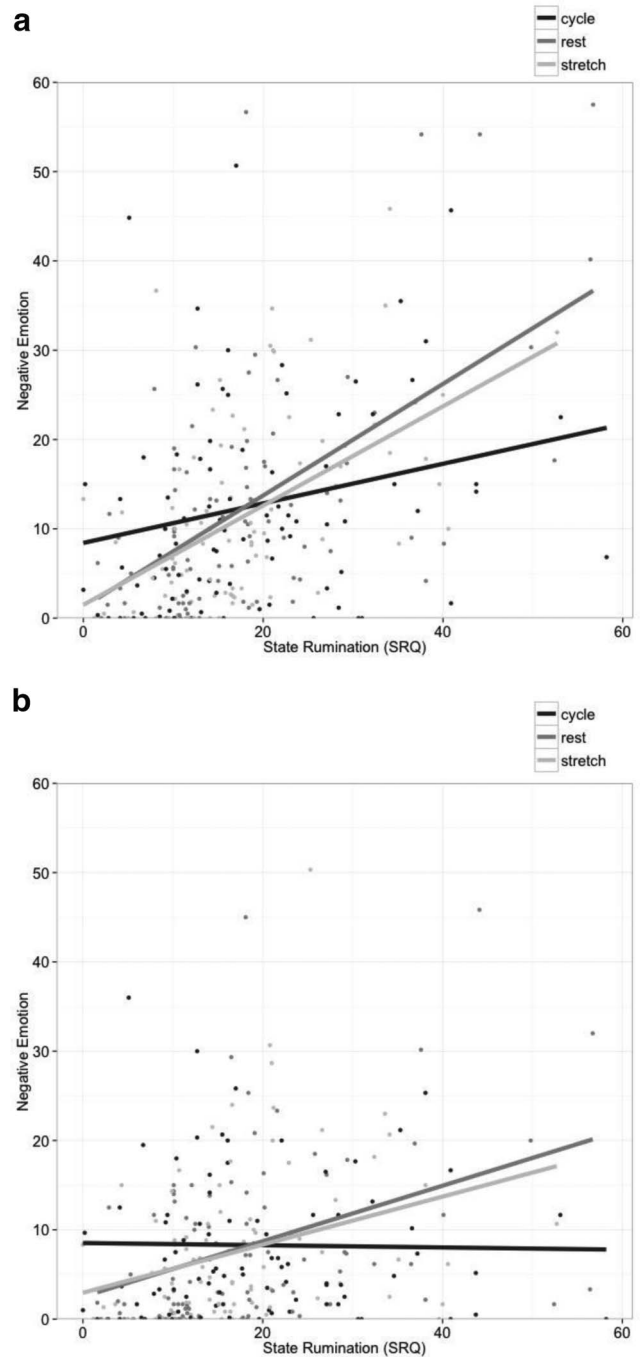 a
cycle
rest
stretch
60
50
40
30
20
10
0
Negative Emotion
0 20 40 60
State Rumination (SRQ)
b
cycle
rest
stretch
60
50
40
30
20
10
0
Negative Emotion
0 20 40 60
State Rumination (SRQ)